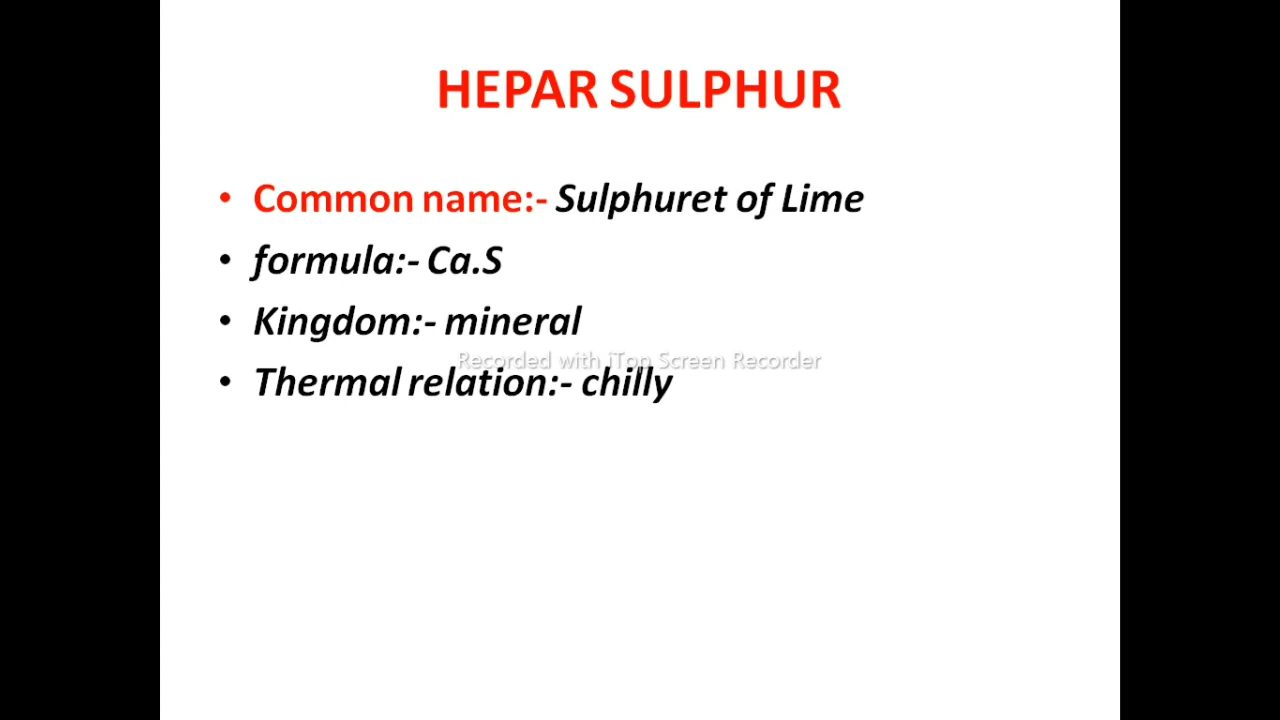 HEPAR SULPHUR
• Common name:- Sulphuret of Lime
• formula:- Ca.S
• Kingdom:- mineral
Recorded with iTop Screen Recorder
• Thermal relation:- chilly